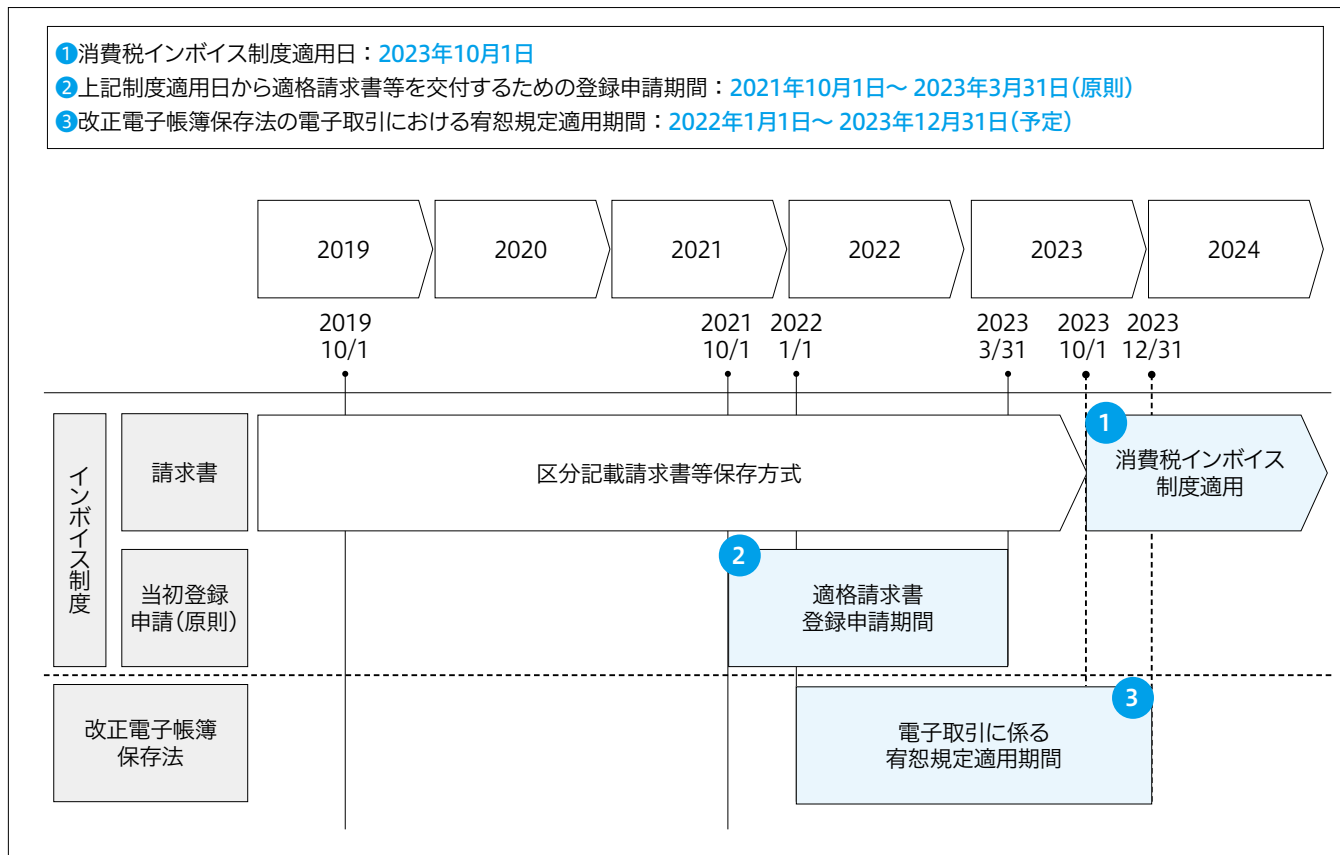 ❶消費税インボイス制度適用日：2023年10月1日
❷上記制度適用日から適格請求書等を交付するための登録申請期間：2021年10月1日～ 2023年3月31日(原則)
❸改正電子帳簿保存法の電子取引における宥恕規定適用期間：2022年1月1日～ 2023年12月31日(予定)
2019
2020
2021
2022
2023
2024
2019
10/1
2021
10/1
2022
1/1
2023
3/31
2023
10/1
2023
12/31
インボイス制度
請求書
区分記載請求書等保存方式
1
消費税インボイス
制度適用
当初登録
申請(原則)
2
適格請求書
登録申請期間
改正電子帳簿
保存法
3
電子取引に係る
宥恕規定適用期間